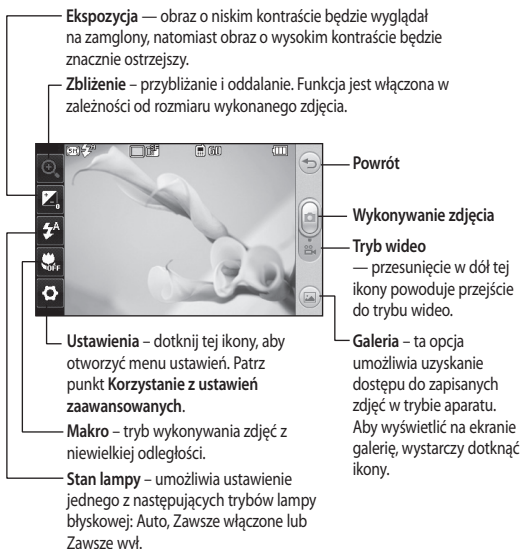 Ekspozycja — obraz o niskim kontraście będzie wyglądał
na zamglony, natomiast obraz o wysokim kontraście będzie
znacznie ostrzejszy.
Zbliżenie – przybliżanie i oddalanie. Funkcja jest włączona w
zależności od rozmiaru wykonanego zdjęcia.
Powrót
Wykonywanie zdjęcia
Tryb wideo
— przesunięcie w dół tej
ikony powoduje przejście
do trybu wideo.
Galeria – ta opcja
umożliwia uzyskanie
dostępu do zapisanych
zdjęć w trybie aparatu.
Aby wyświetlić na ekranie
galerię, wystarczy dotknąć
ikony.
Ustawienia – dotknij tej ikony, aby
otworzyć menu ustawień. Patrz
punkt Korzystanie z ustawień
zaawansowanych.
Makro – tryb wykonywania zdjęć z
niewielkiej odległości.
Stan lampy – umożliwia ustawienie
jednego z następujących trybów lampy
błyskowej: Auto, Zawsze włączone lub
Zawsze wył.
0
A
OFF
5M